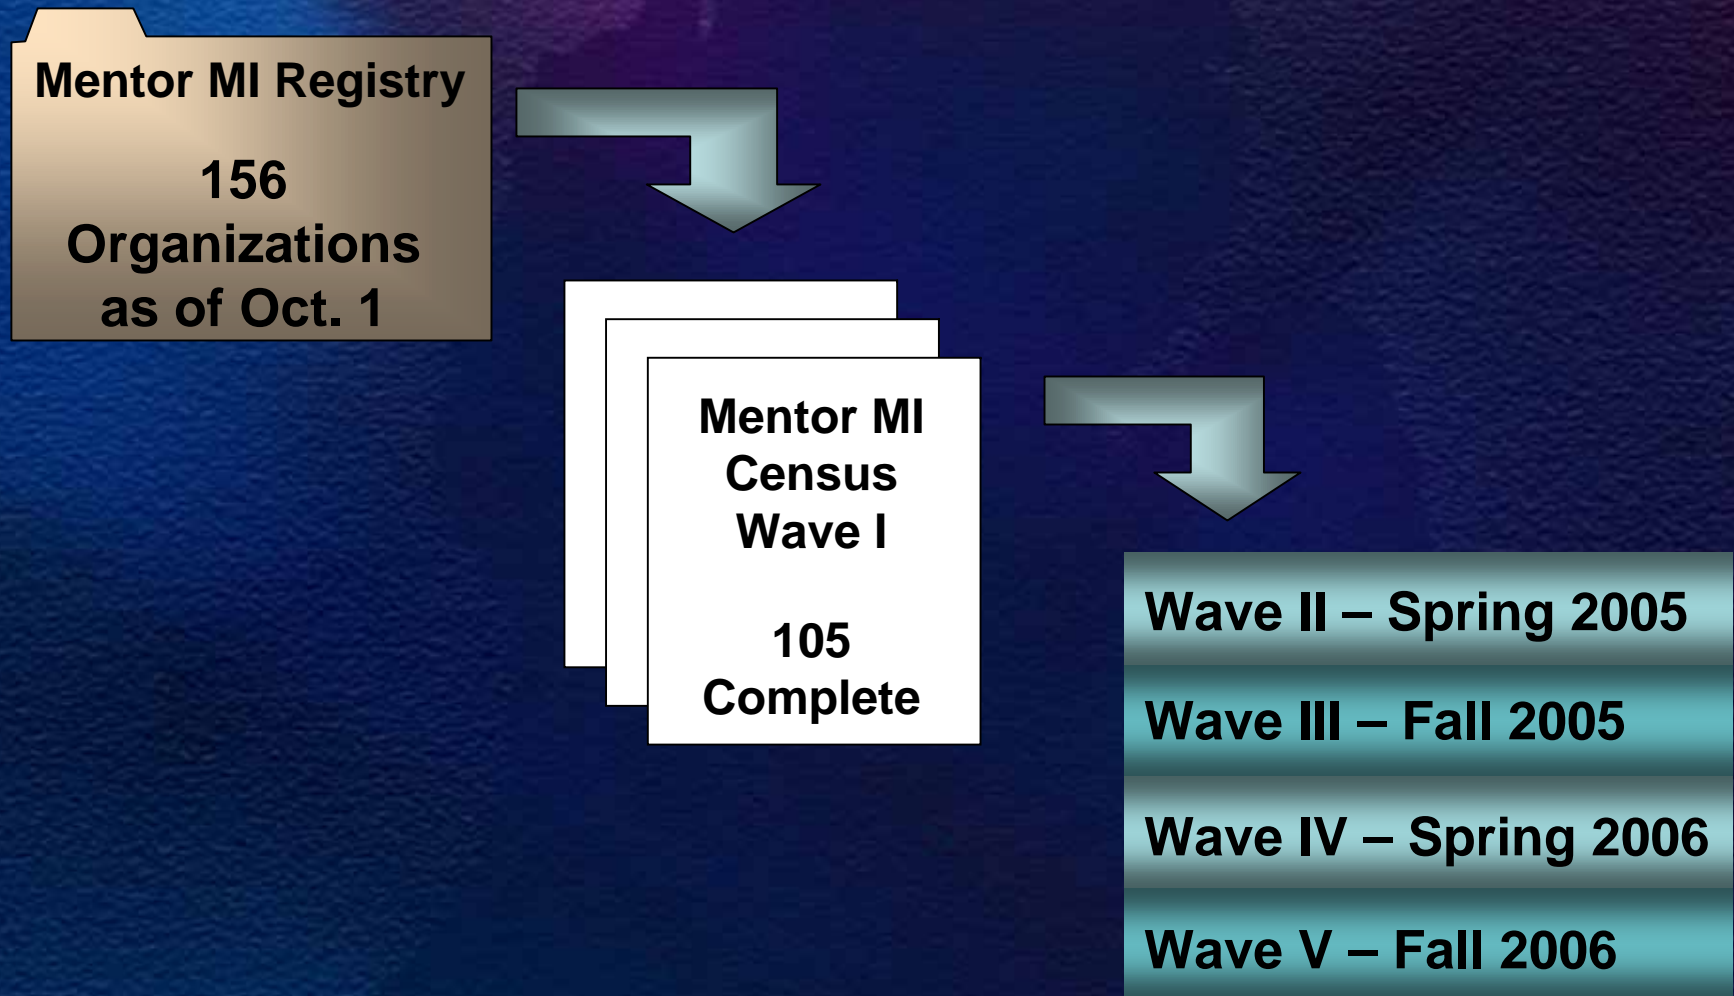 Mentor MI Registry
156
Organizations
as of Oct. 1
Mentor MI
Census
Wave I
105
Complete
Wave II – Spring 2005
Wave III – Fall 2005
Wave IV – Spring 2006
Wave V – Fall 2006